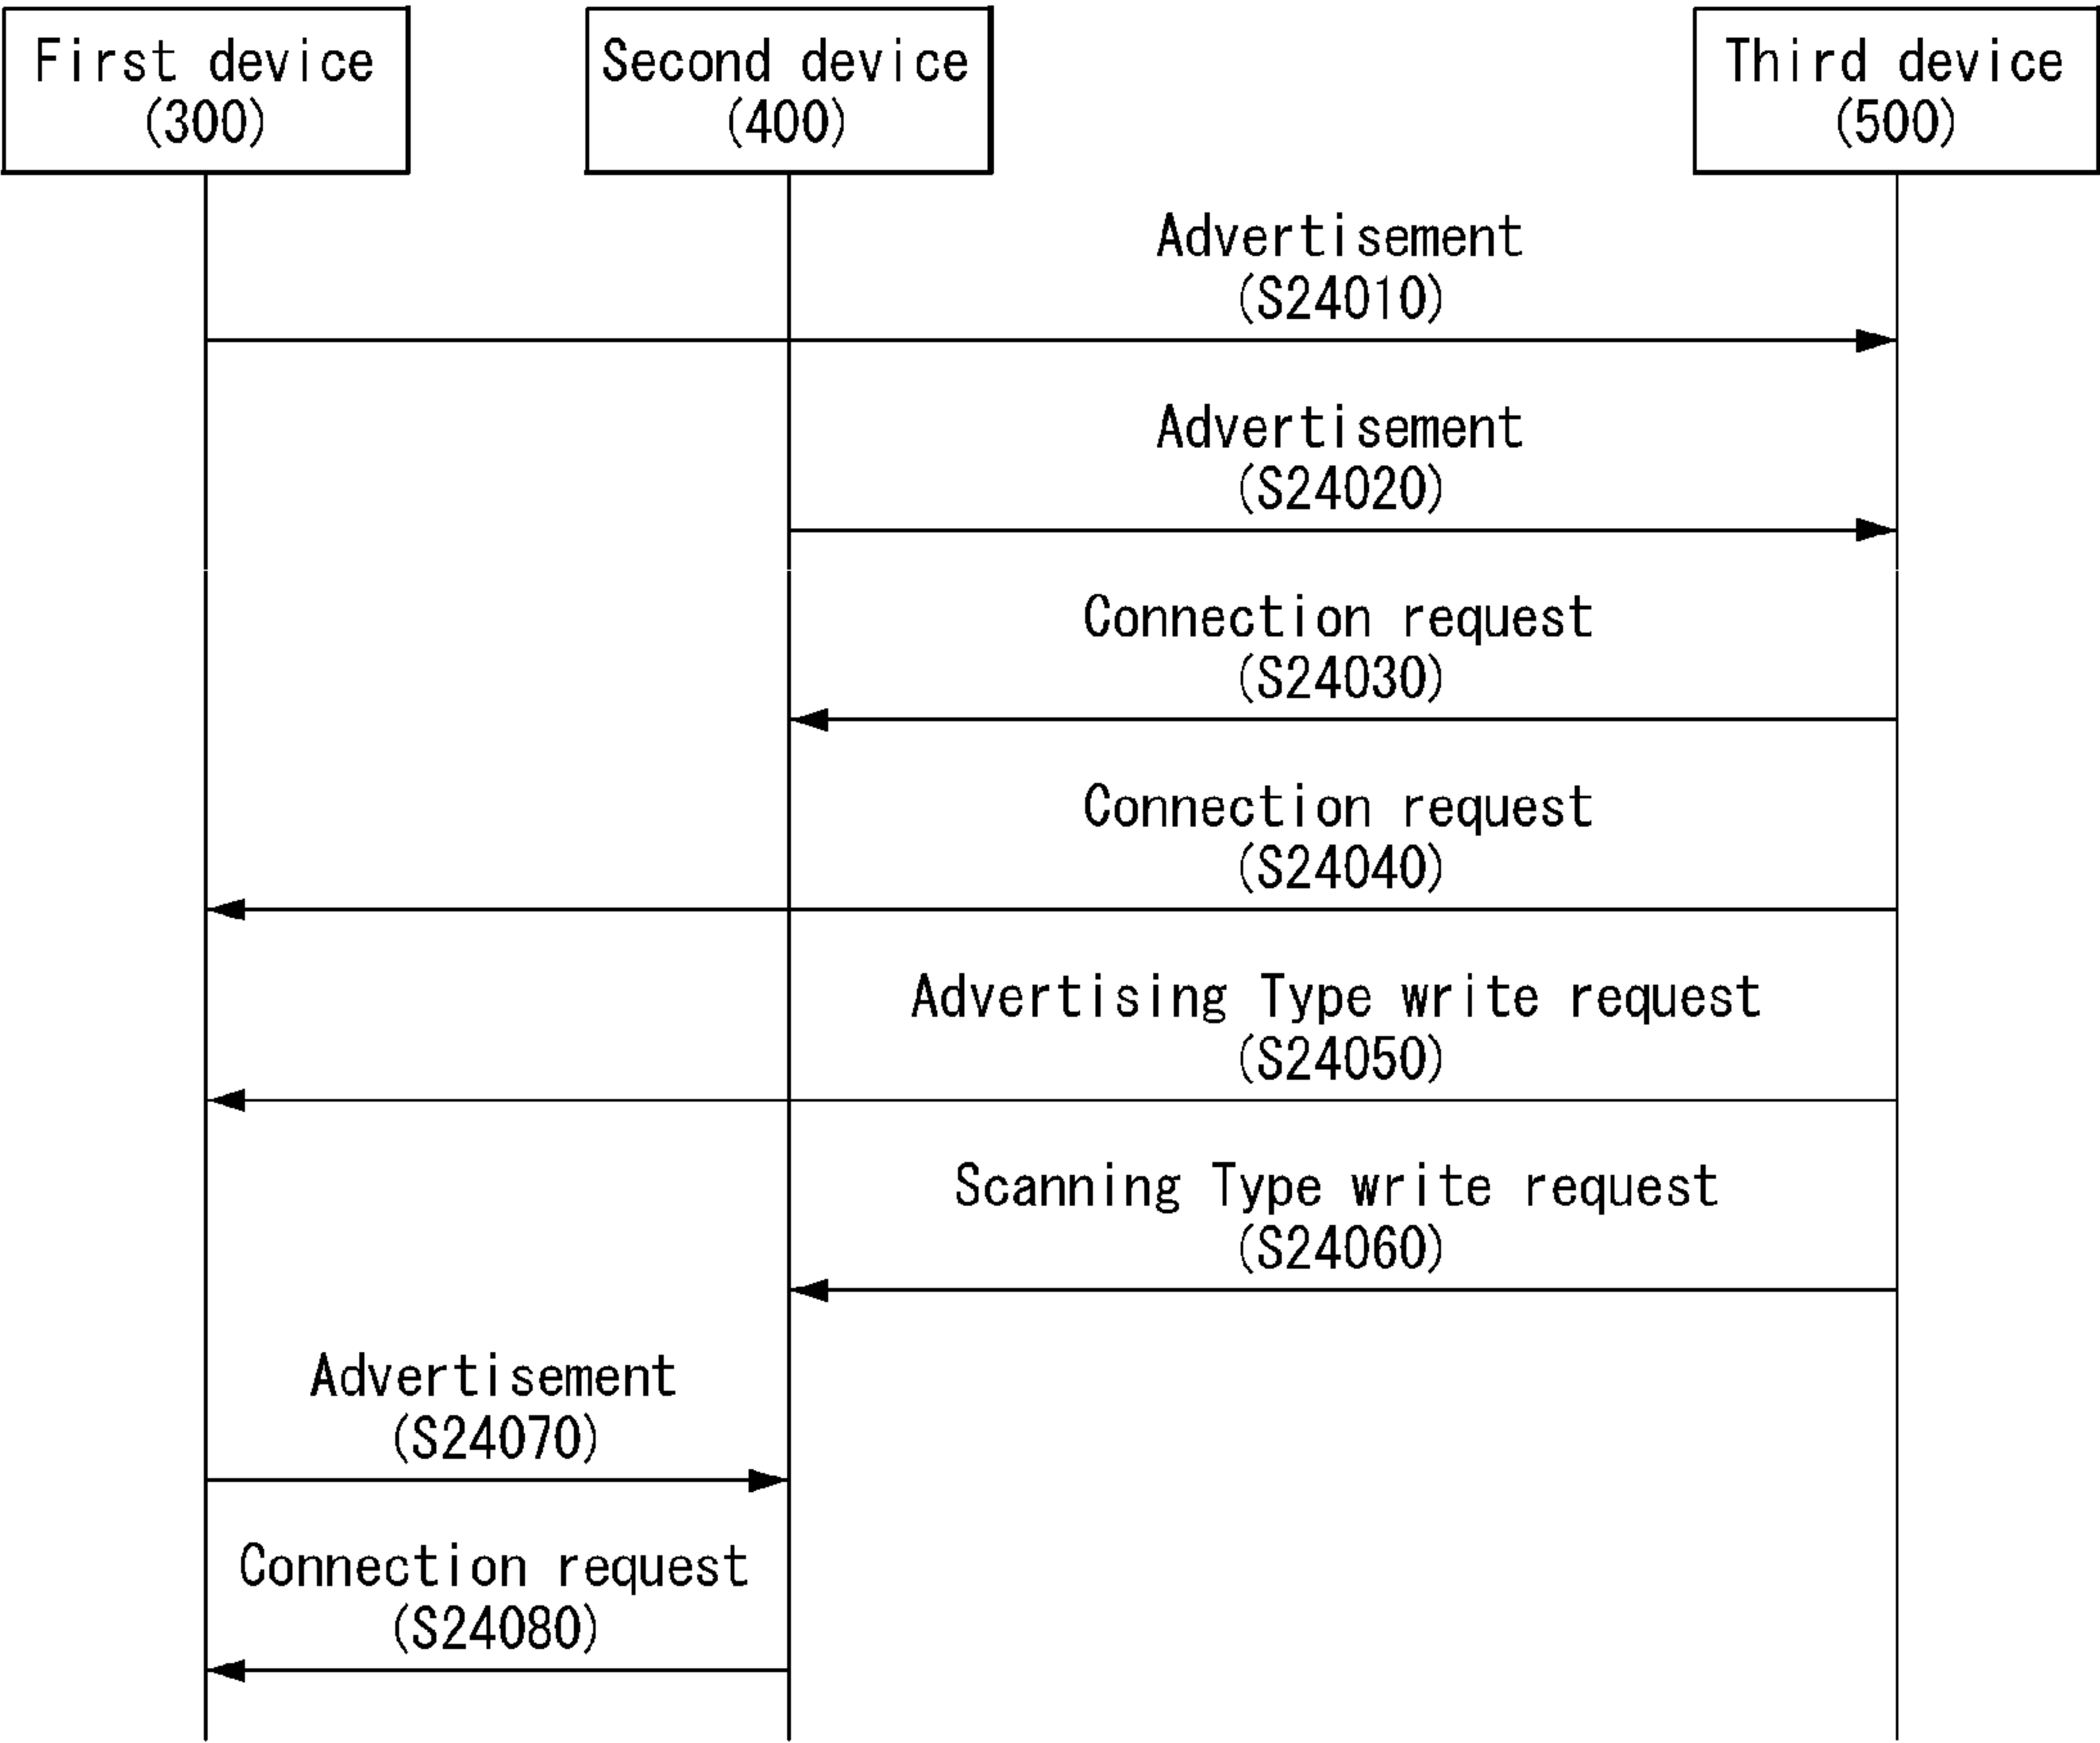 First device
(300)
Second device
(400)
Third device
(500)
Advertisement
(S24010)
Advertisement
(S24020)
Connection request
(S24030)
Connection request
(S24040)
Advertising Type write request
(S24050)
Scanning Type write request
(S24060)
Advertisement
(S24070)
Connection request
(S24080)